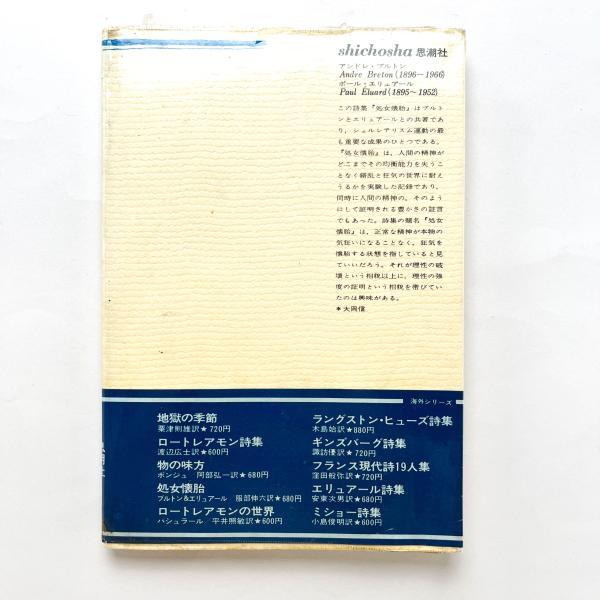 shichosha 思潮社
アンドレ・ブルトン
Andre Breton(1896〜1966)
ポール・エリュアール
Paul Éluard(1895〜1952)
この詩集『処女懐胎』はブルト
ンとエリュアールとの共著であ
り，シュルレアリスム運動の最
も重要な成果のひとつである。
『処女懐胎』は，人間の精神が
どこまでその均衡能力を失うこ
となく錯乱と狂気の世界に耐え
うるかを実験した記録であり，
同時に人間の精神の，そのよう
にして証明される豊かさの証言
でもあった。詩集の題名『処女
懐胎』は，正常な精神が本物の
気狂いになることなく，狂気を
懐胎する状態を指していると見
ていいだろう。それが理性の破
壊という相貌以上に，理性の強
度の証明という相貌を帯びてい
たのは興味がある。
＊大岡信
海外シリーズ
地獄の季節
粟津則雄訳★720円
ロートレアモン詩集
渡辺広士訳★600円
物の味方
ポンジュ 阿部弘一訳★680円
処女懐胎
ブルトン&エリュアール 服部伸六訳★680円
ロートレアモンの世界
バシュラール 平井照敏訳★600円
ラングストン・ヒューズ詩集
木島始訳★880円
ギンズバーグ詩集
諏訪優訳★720円
フランス現代詩19人集
窪田般弥訳★720円
エリュアール詩集
安東次男訳★680円
ミショー詩集
小島俊明訳★600円